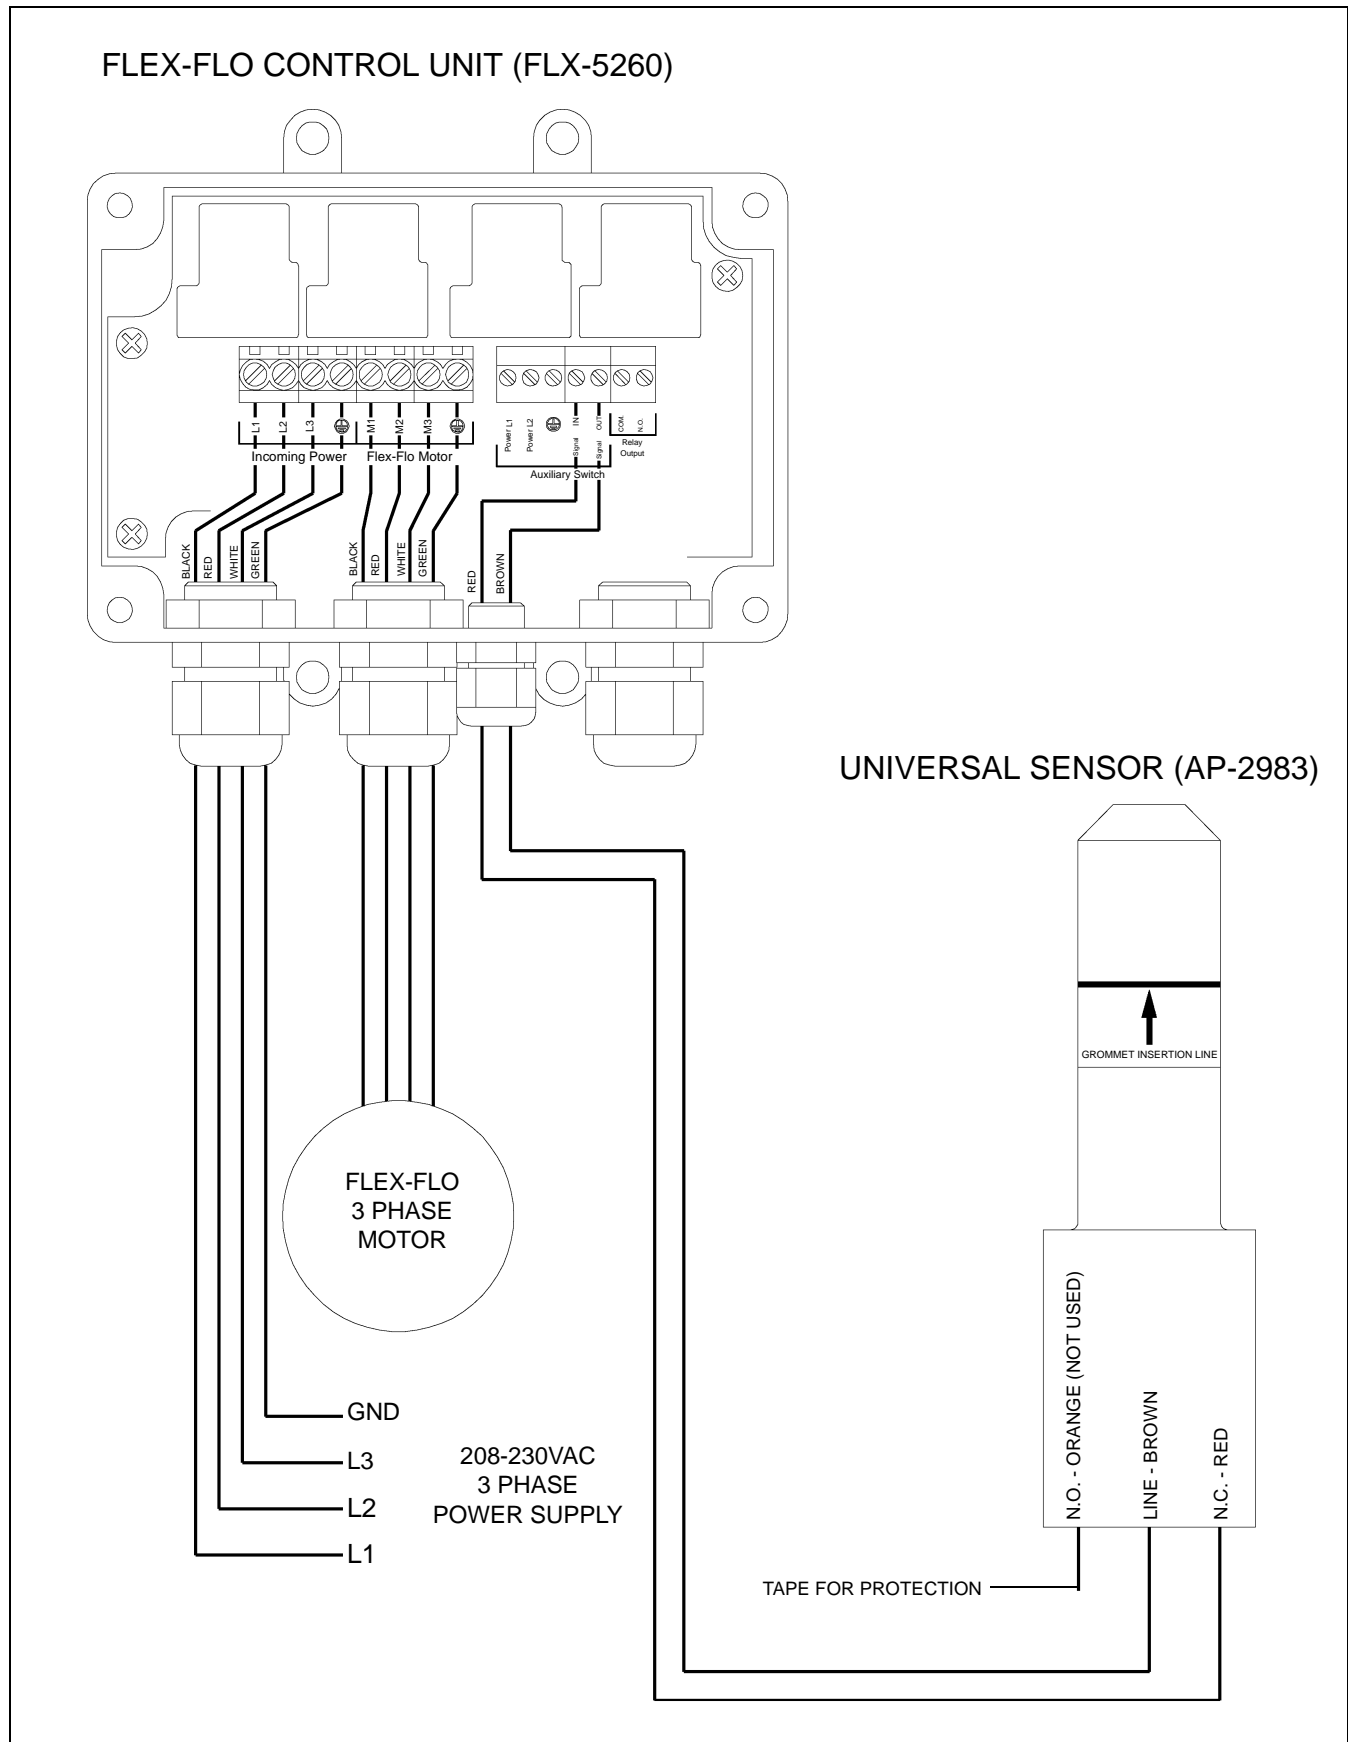 FLEX-FLO CONTROL UNIT (FLX-5260)
L1
L2
L3
M1
M2
M3
Incoming Power
Flex-Flo Motor
Power L1
Power L2
Signal IN
Signal OUT
COM.
N.O.
Relay
Output
Auxiliary Switch
BLACK
RED
WHITE
GREEN
BLACK
RED
WHITE
GREEN
RED
BROWN
UNIVERSAL SENSOR (AP-2983)
GROMMET INSERTION LINE
FLEX-FLO
3 PHASE
MOTOR
N.O. - ORANGE (NOT USED)
LINE - BROWN
N.C. - RED
GND
L3
L2
L1
208-230VAC
3 PHASE
POWER SUPPLY
TAPE FOR PROTECTION